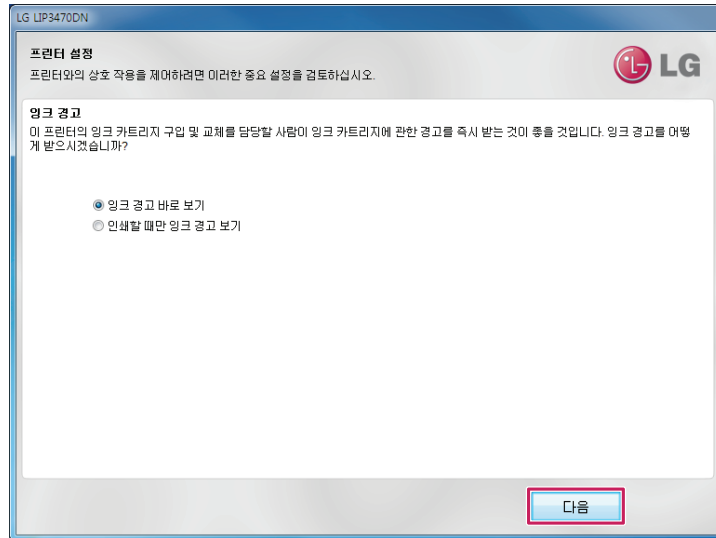 LG LIP3470DN
프린터 설정
프린터와의 상호 작용을 제어하려면 이러한 중요 설정을 검토하십시오.
LG
잉크 경고
이 프린터의 잉크 카트리지 구입 및 교체를 담당할 사람이 잉크 카트리지에 관한 경고를 즉시 받는 것이 좋을 것입니다. 잉크 경고를 어떻
게 받으시겠습니까?
잉크 경고 바로 보기
인쇄할 때만 잉크 경고 보기
다음